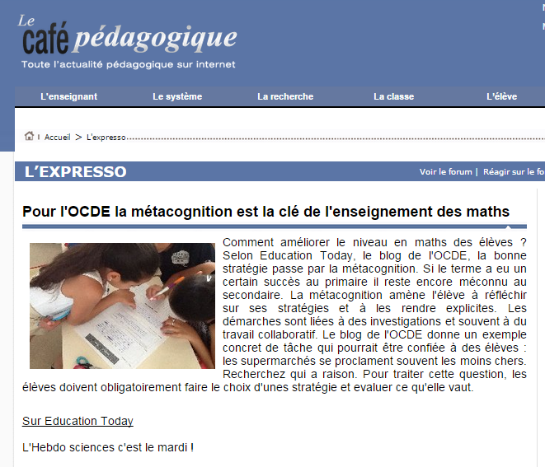 Le
café pédagogique
Toute l'actualité pédagogique sur internet
L'enseignant Le système La recherche La classe L'élève
Accueil > L'expresso
L'EXPRESSO
Voir le forum | Réagir sur le fo
Pour l'OCDE la métacognition est la clé de l'enseignement des maths
Comment améliorer le niveau en maths des élèves ?
Selon Education Today, le blog de l'OCDE, la bonne
stratégie passe par la métacognition. Si le terme a eu un
certain succès au primaire il reste encore méconnu au
secondaire. La métacognition amène l'élève à réfléchir
sur ses stratégies et à les rendre explicites. Les
démarches sont liées à des investigations et souvent à du
travail collaboratif. Le blog de l'OCDE donne un exemple
concret de tâche qui pourrait être confiée à des élèves :
les supermarchés se proclament souvent les moins chers.
Recherchez qui a raison. Pour traiter cette question, les
élèves doivent obligatoirement faire le choix d'unes stratégie et evaluer ce qu'elle vaut.
Sur Education Today
L'Hebdo sciences c'est le mardi !